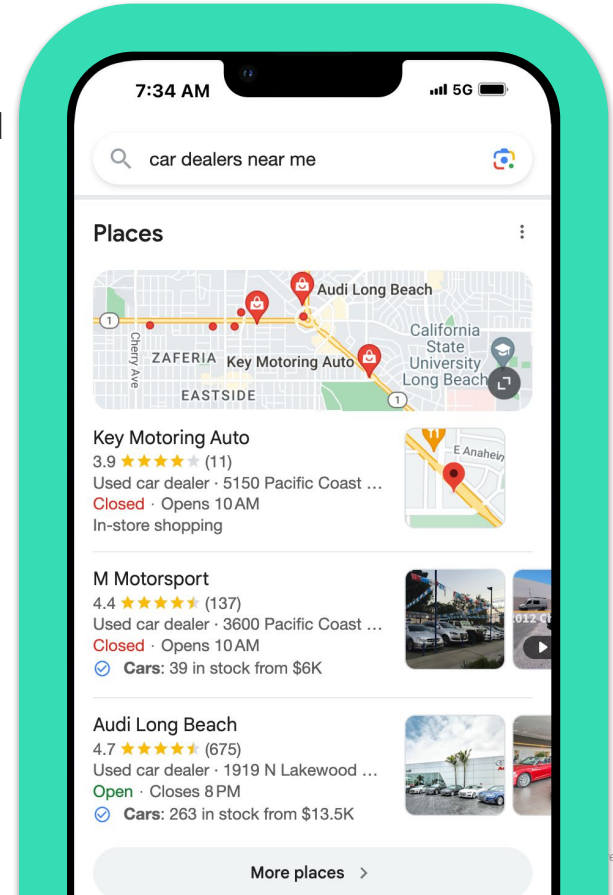 7:34 AM
5G
car dealers near me
Places
Audi Long Beach
1
California
State
University
Long Beach
Cherry Ave
ZAFERIA
Key Motoring Auto
EASTSIDE
1
Key Motoring Auto
3.9 (11)
Used car dealer · 5150 Pacific Coast ...
Closed · Opens 10 AM
In-store shopping
E Anahein
M Motorsport
4.4 (137)
Used car dealer · 3600 Pacific Coast ...
Closed · Opens 10 AM
Cars: 39 in stock from $6K
Audi Long Beach
4.7 (675)
Used car dealer · 1919 N Lakewood ...
Open · Closes 8 PM
Cars: 263 in stock from $13.5K
More places